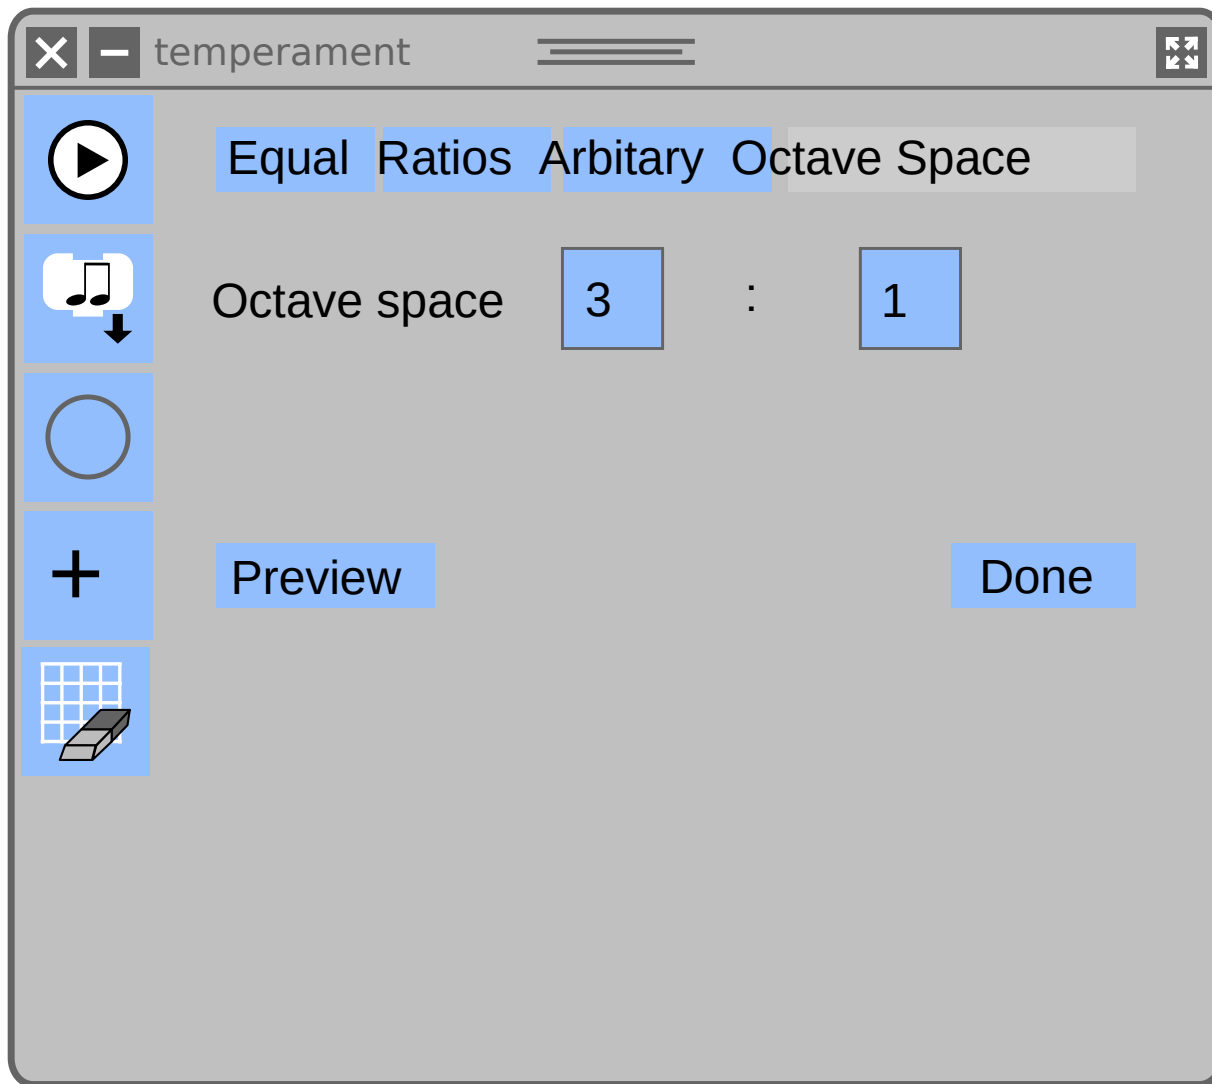 temperament
Equal Ratios Arbitary Octave Space
Octave space 3 : 1
Preview Done